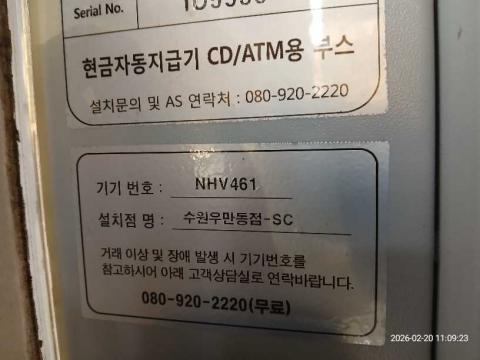 Serial No.
현금자동지급기 CD/ATM용 부스
설치문의 및 AS 연락처 : 080-920-2220
기기 번호 : NHV461
설치점 명 : 수원우만동점-SC
거래 이상 및 장애 발생 시 기기번호를
참고하시어 아래 고객상담실로 연락바랍니다.
080-920-2220(무료)
2026-02-20 11:09:23